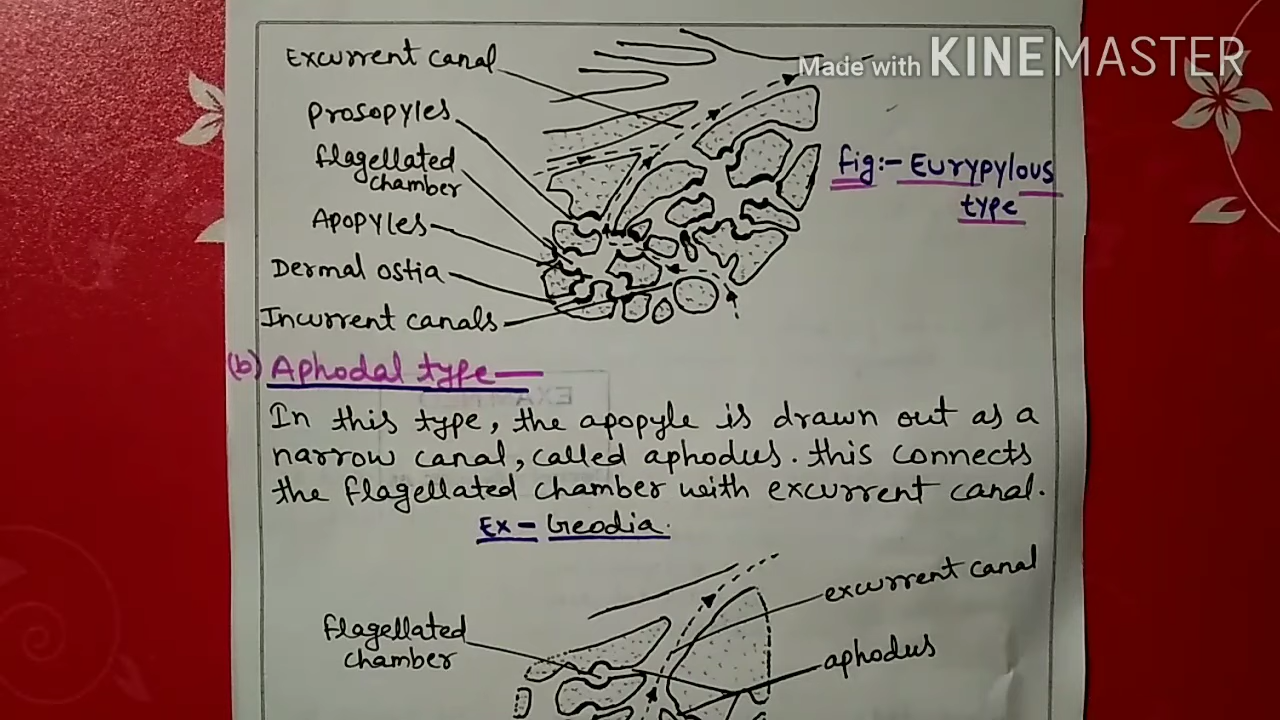 Made with KINEMASTER
Excurrent canal
Prosopyles
flagellated
chamber
Apopyles
Dermal ostia
Incurrent canals
fig:- Eurypylous
type
(b) Aphodal type—
In this type, the apopyle is drawn out as a
narrow canal, called aphodus. this connects
the flagellated chamber with excurrent canal.
Ex- Geodia.
flagellated
chamber
excurrent canal
aphodus